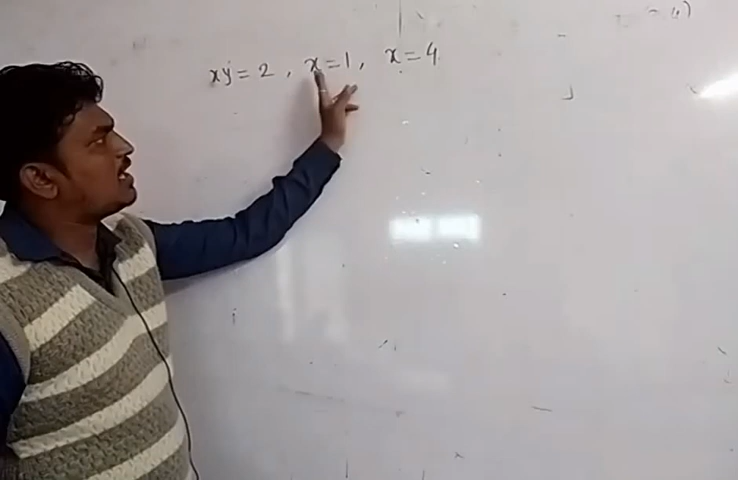 xy = 2 , x = 1 , x = 4